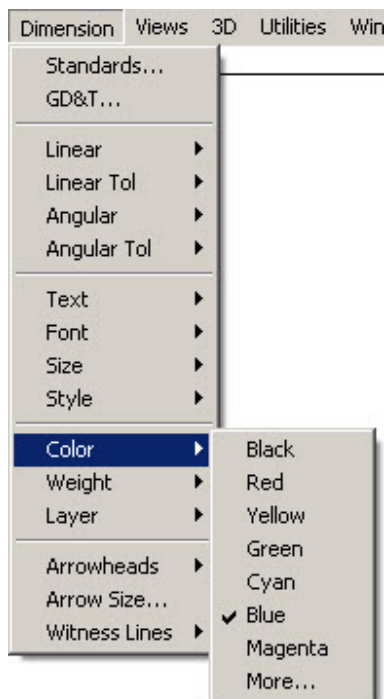 Dimension Views 3D Utilities Win
Standards...
GD&T...
Linear
Linear Tol
Angular
Angular Tol
Text
Font
Size
Style
Color
Weight
Layer
Arrowheads
Arrow Size...
Witness Lines
Black
Red
Yellow
Green
Cyan
Blue
Magenta
More...